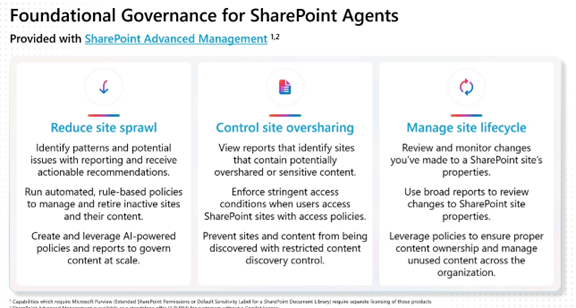 Foundational Governance for SharePoint Agents
Provided with SharePoint Advanced Management 1,2
Reduce site sprawl
Identify patterns and potential
issues with reporting and receive
actionable recommendations.
Run automated, rule-based policies
to manage and retire inactive sites
and their content.
Create and leverage AI-powered
policies and reports to govern
content at scale.
Control site oversharing
View reports that identify sites
that contain potentially
overshared or sensitive content.
Enforce stringent access
conditions when users access
SharePoint sites with access policies.
Prevent sites and content from being
discovered with restricted content
discovery control.
Manage site lifecycle
Review and monitor changes
you've made to a SharePoint site's
properties.
Use broad reports to review
changes to SharePoint site
properties.
Leverage policies to ensure proper
content ownership and manage
unused content across the
organization.
1 Capabilities which require Microsoft Purview (Extended SharePoint Permissions or Default Sensitivity Label for a SharePoint Document Library) require separate licensing of those products